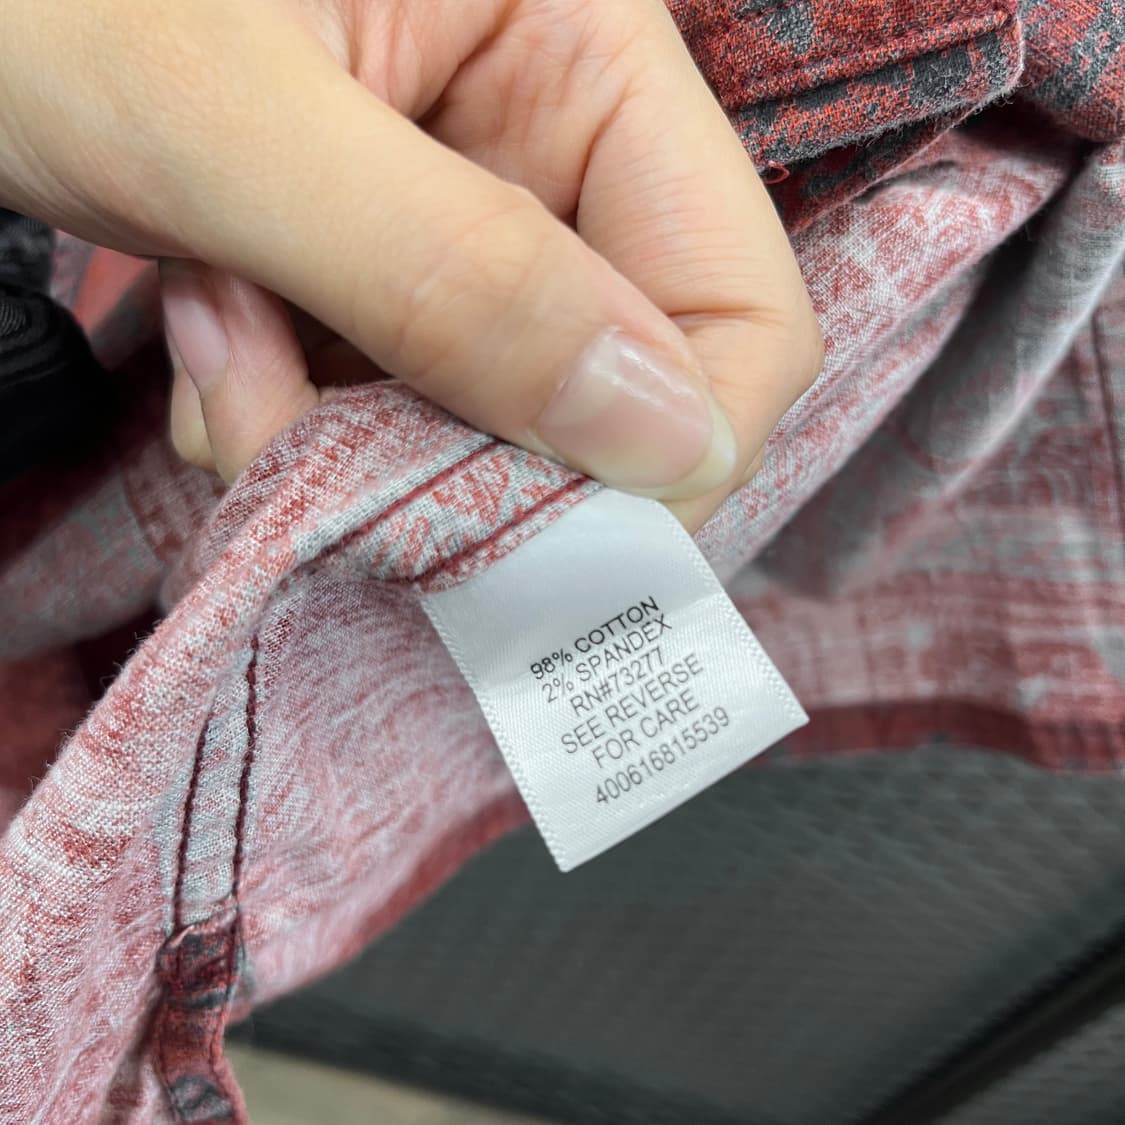 98% COTTON
2% SPANDEX
RN#73277
SEE REVERSE
FOR CARE
400616815539